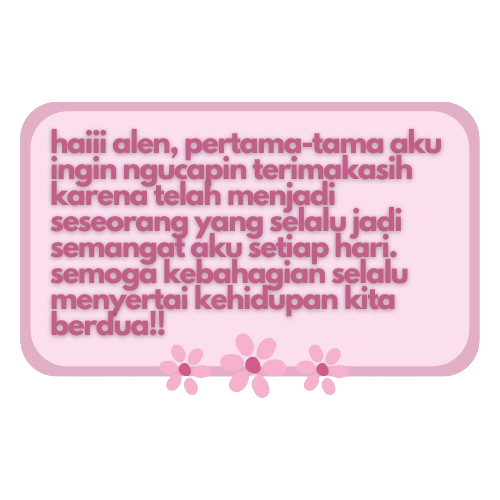 haiii alen, pertama-tama aku
ingin ngucapin terimakasih
karena telah menjadi
seseorang yang selalu jadi
semangat aku setiap hari.
semoga kebahagian selalu
menyertai kehidupan kita
berdua!!